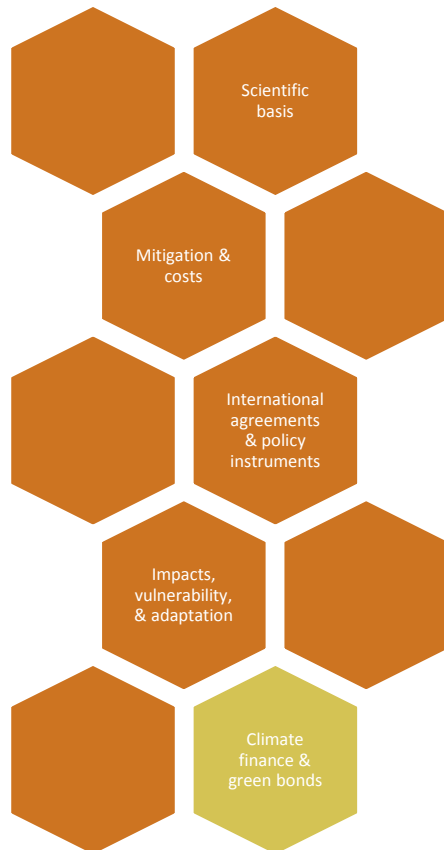 Scientific
basis
Mitigation &
costs
International
agreements
& policy
instruments
Impacts,
vulnerability,
& adaptation
Climate
finance &
green bonds